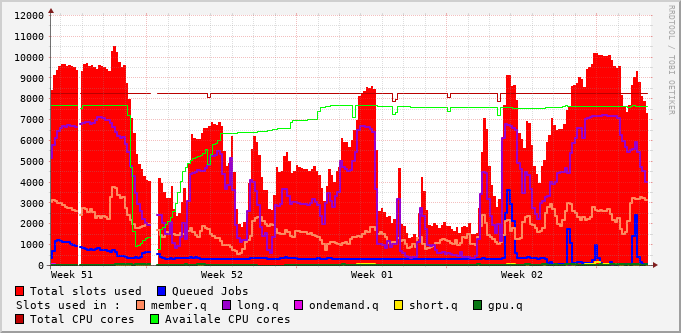 12000
11000
10000
9000
8000
7000
6000
5000
4000
3000
2000
1000
0
Week 51 Week 52 Week 01 Week 02
Total slots used Queued Jobs
Slots used in : member.q long.q ondemand.q short.q gpu.q
Total CPU cores Availale CPU cores
RRDTOOL / TOBI OETIKER